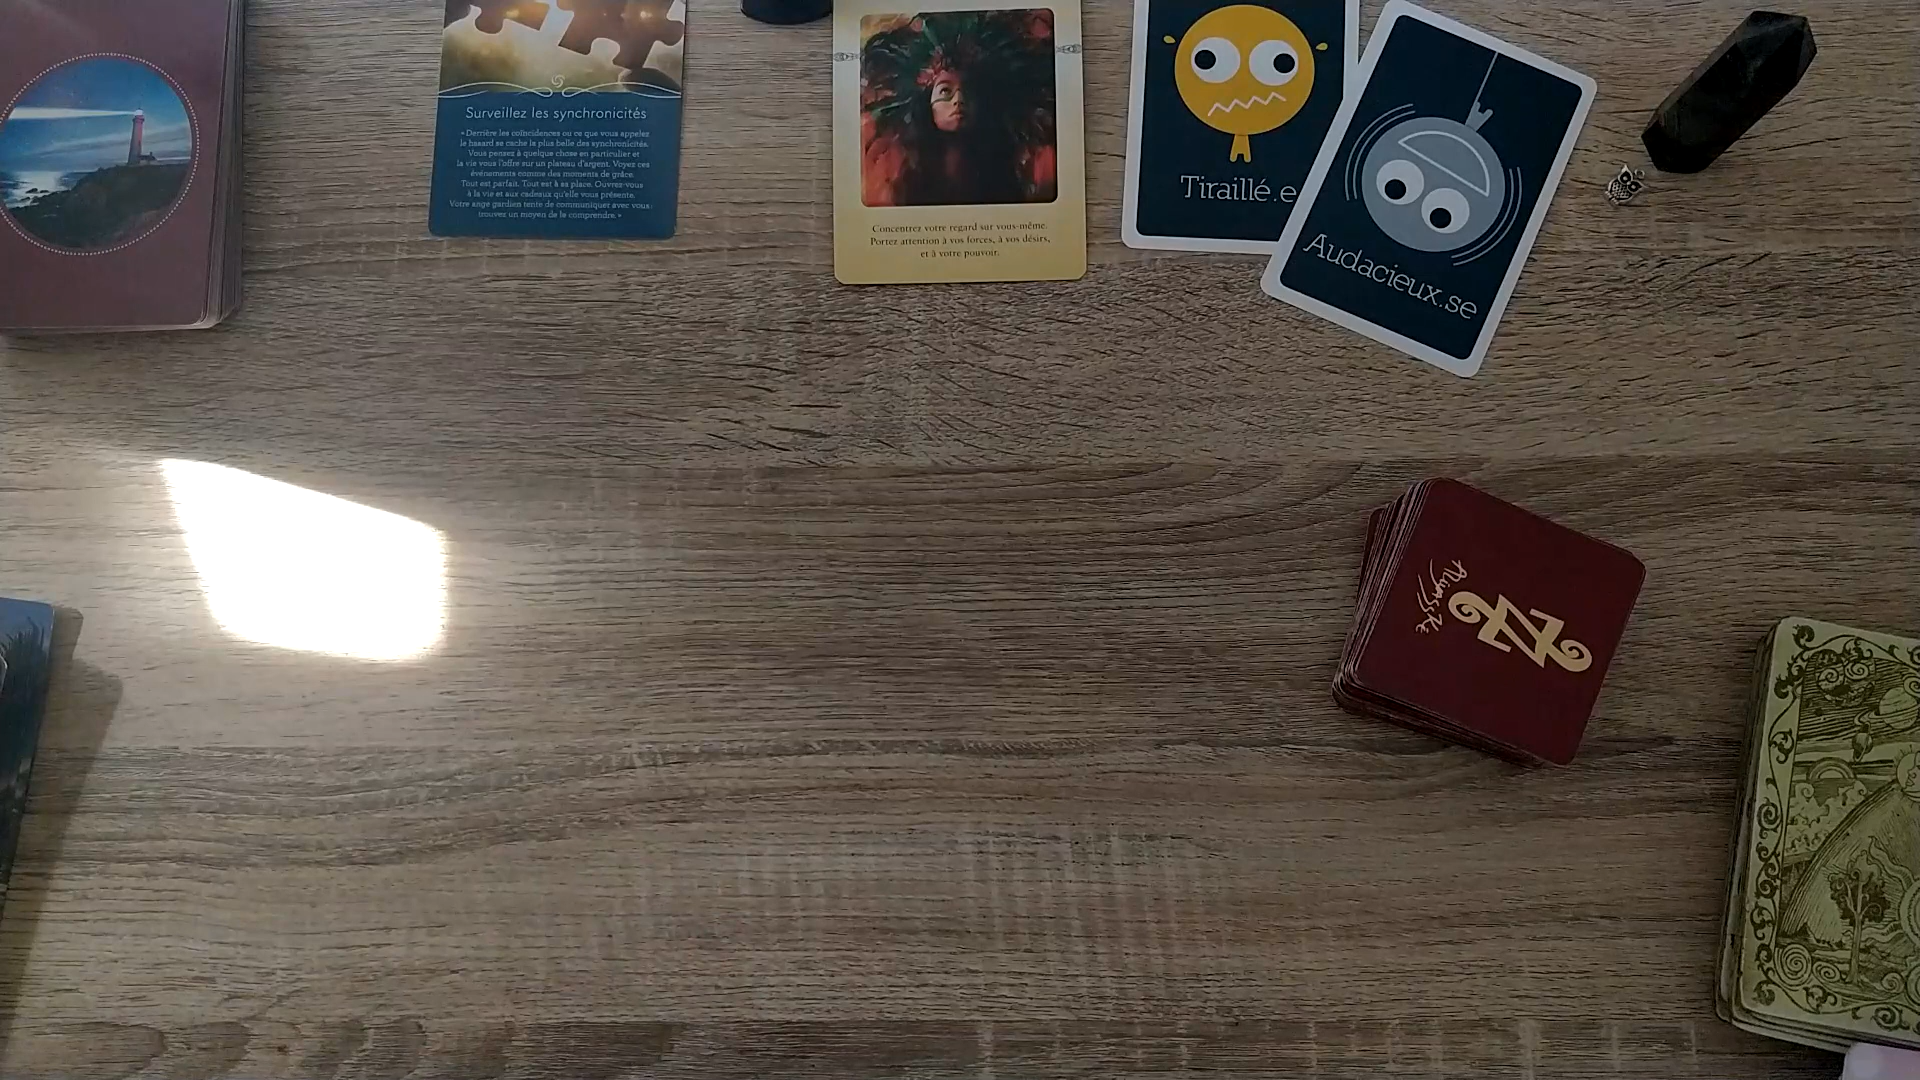 Surveillez les synchronicités
« Derrière les coïncidences ou ce que vous appelez
le hasard se cache la plus belle des synchronicités.
Vous pensez à quelque chose en particulier et
la vie vous l'offre sur un plateau d'argent. Voyez ces
événements comme des moments de grâce.
Tout est parfait. Tout est à sa place. Ouvrez-vous
à la vie et aux cadeaux qu'elle vous présente.
Votre ange gardien tente de communiquer avec vous:
trouvez un moyen de le comprendre. »
Concentrez votre regard sur vous-même.
Portez attention à vos forces, à vos désirs,
et à votre pouvoir.
Tiraillé.e
Audacieux.se